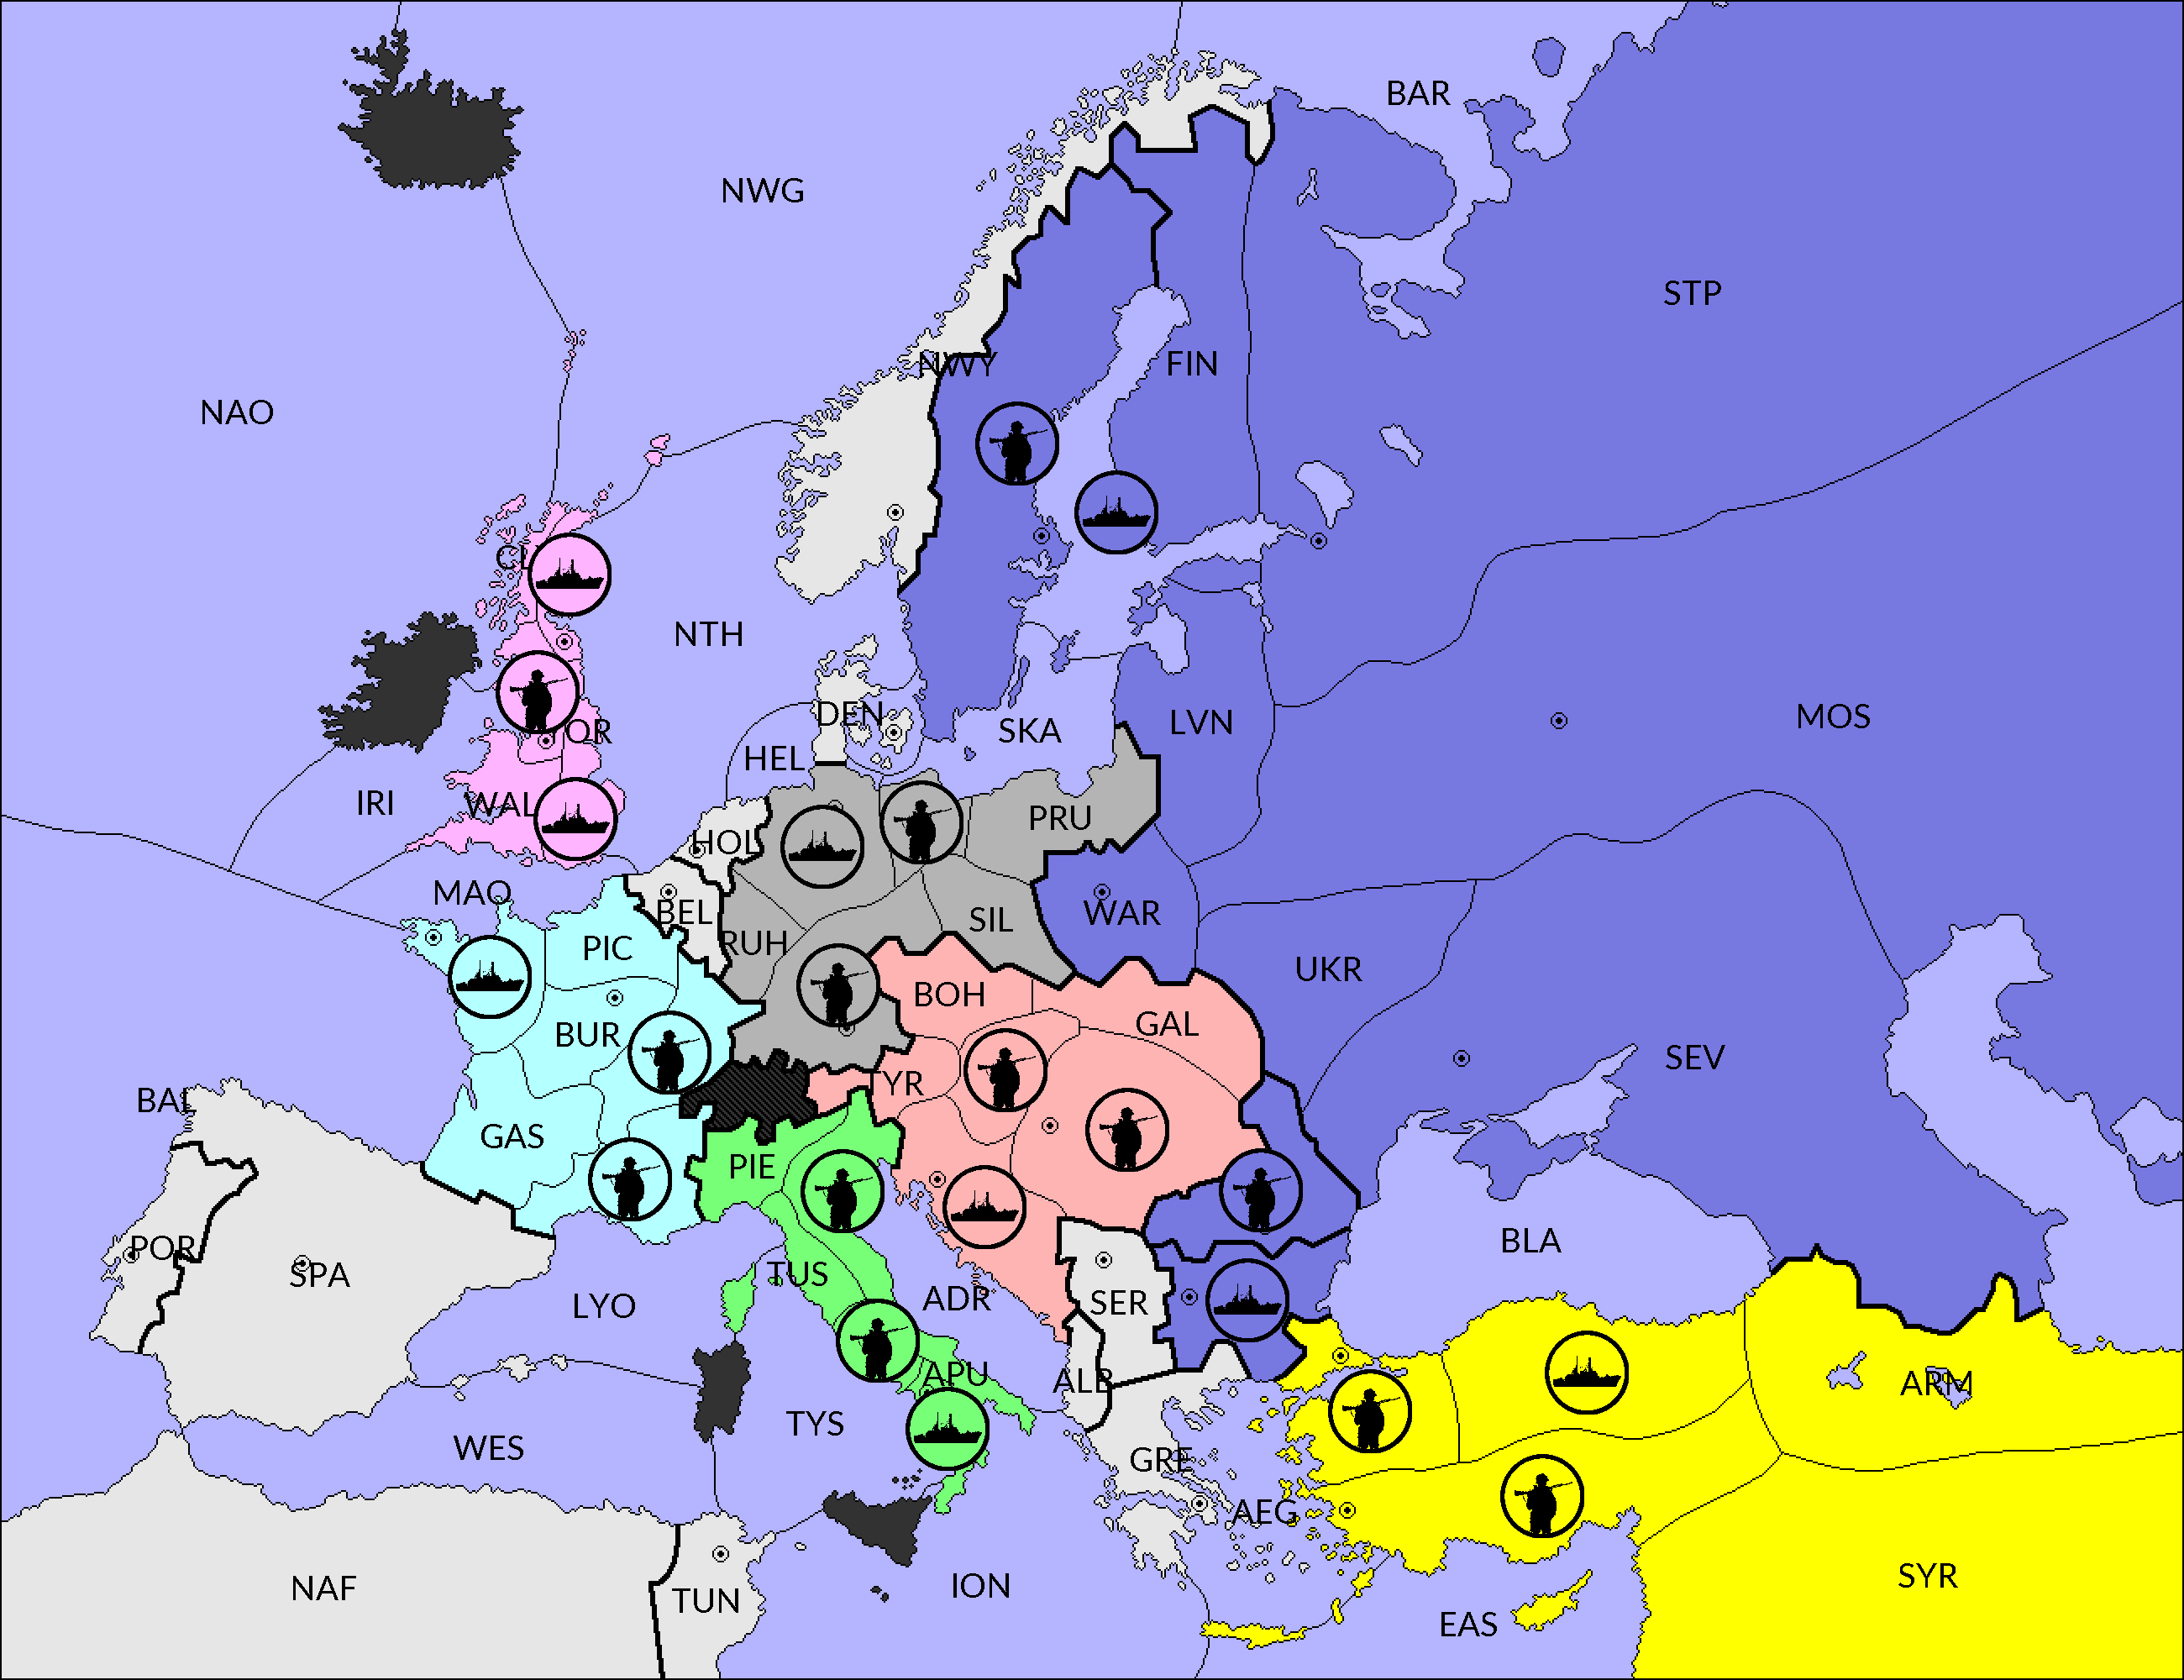 BAR
NWG
STP
NWY
FIN
NAO
CL
NTH
DEN
SKA
LVN
MOS
YOR
HEL
IRI
WAL
PRU
HOL
MAO
BEL
SIL
WAR
RUH
PIC
UKR
BOH
GAL
BUR
SEV
TYR
BAL
GAS
PIE
POR
SPA
TUS
BLA
LYO
ADR
SER
APU
ALB
ARM
TYS
WES
GRE
AEG
NAF
TUN
ION
SYR
EAS